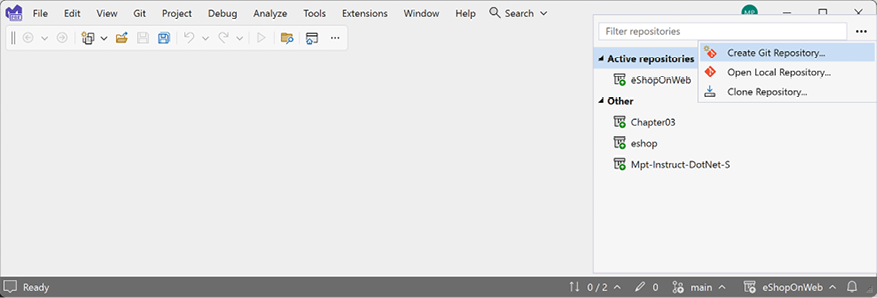 File Edit View Git Project Debug Analyze Tools Extensions Window Help Search MP
Filter repositories
Create Git Repository...
Active repositories
Open Local Repository...
eShopOnWeb
Clone Repository...
Other
Chapter03
eshop
Mpt-Instruct-DotNet-S
Ready 0 / 2 0 main eShopOnWeb